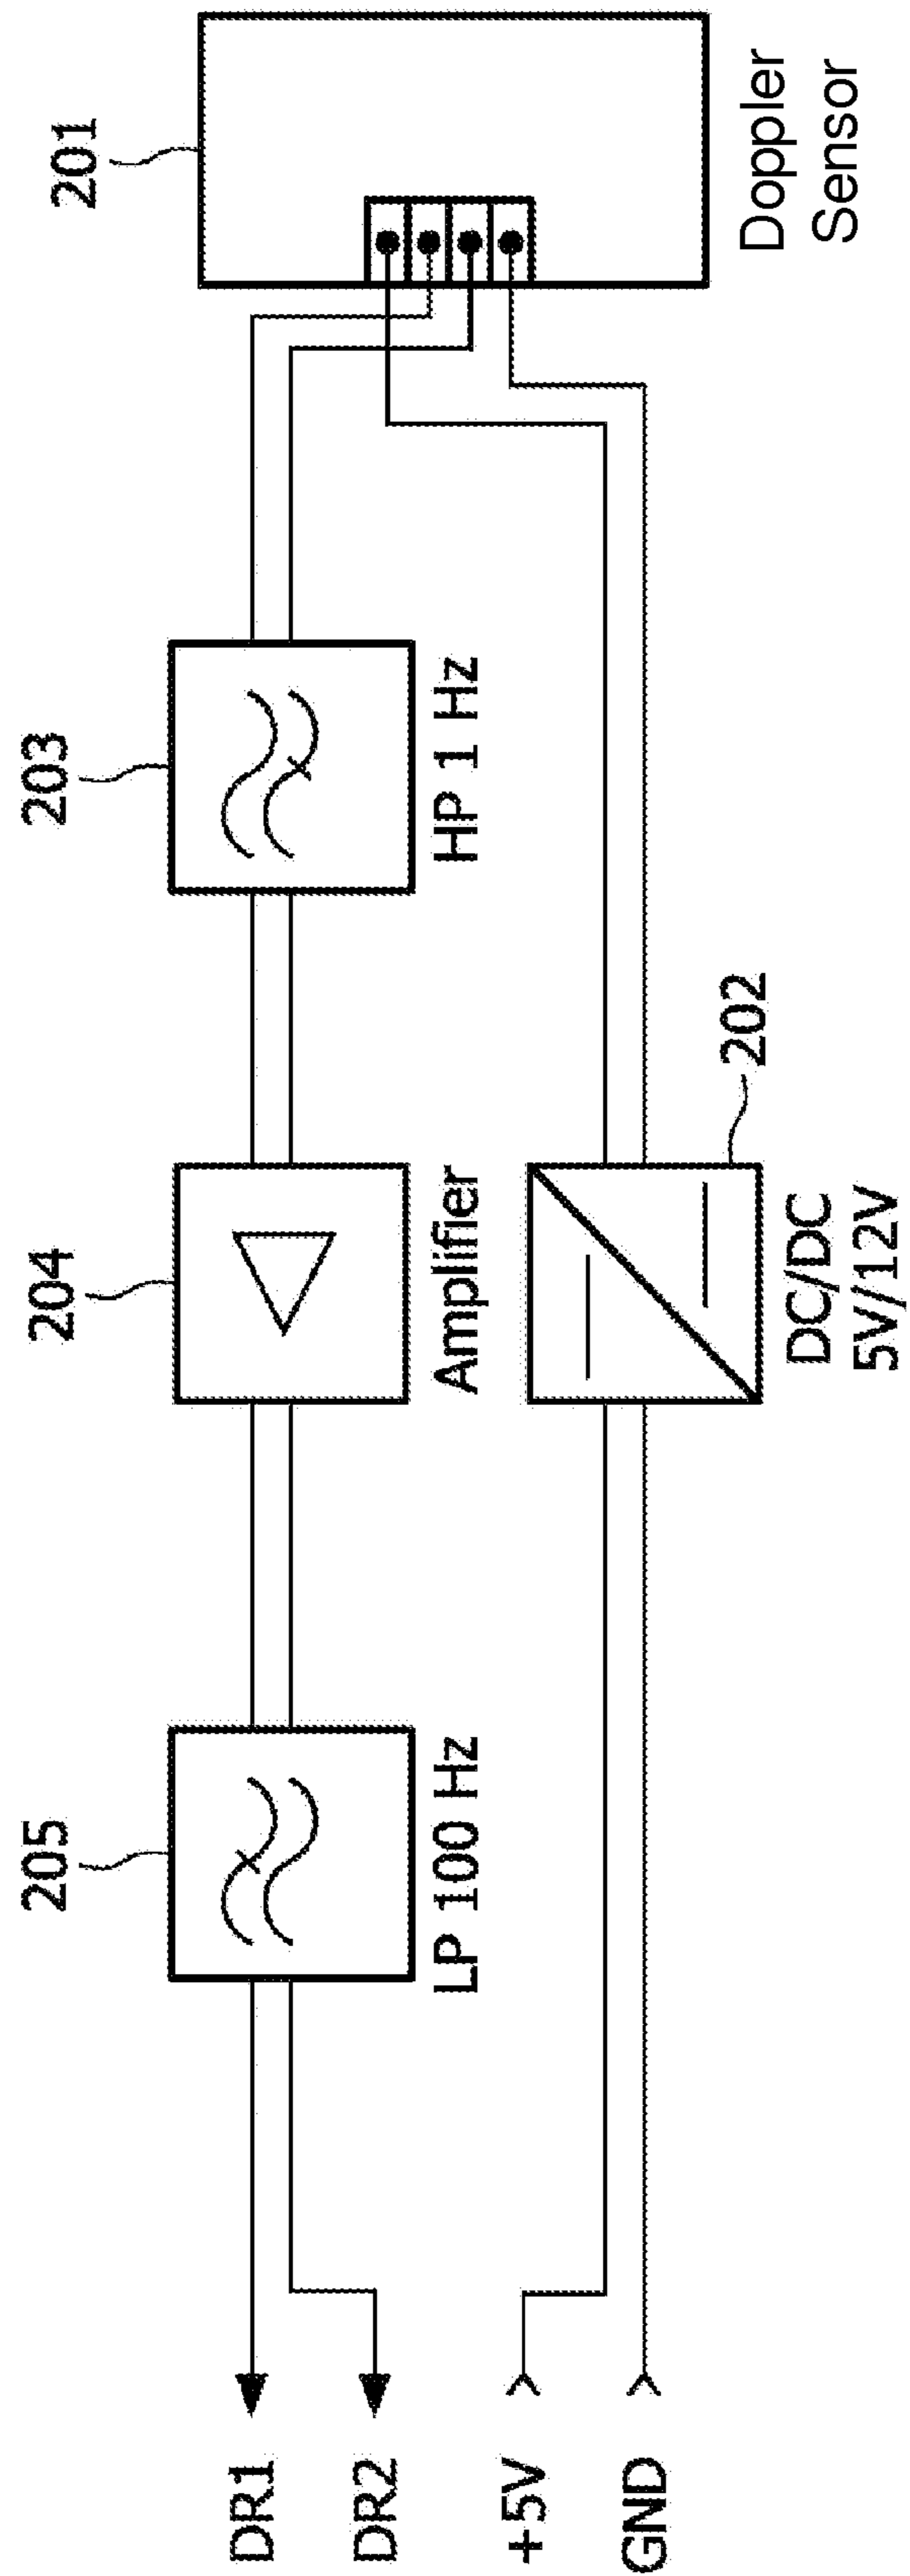 201
Doppler
Sensor
203
HP 1 Hz
204
Amplifier
202
DC/DC
5V/12V
205
LP 100 Hz
DR1
DR2
+5V
GND